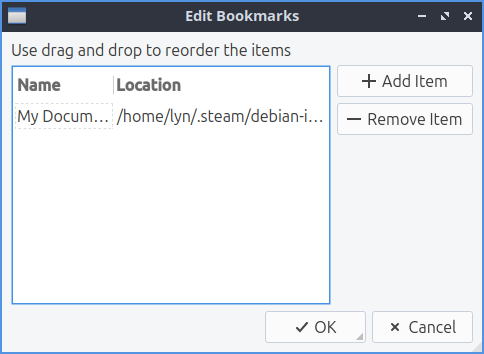 Edit Bookmarks
Use drag and drop to reorder the items
Name Location
My Docum... /home/lyn/.steam/debian-i...
Add Item
Remove Item
OK Cancel